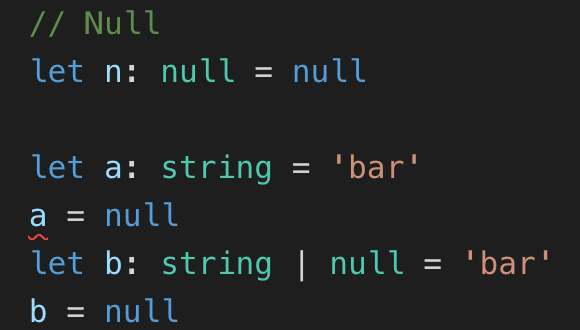 // Null
let n: null = null
let a: string = 'bar'
a = null
let b: string | null = 'bar'
b = null